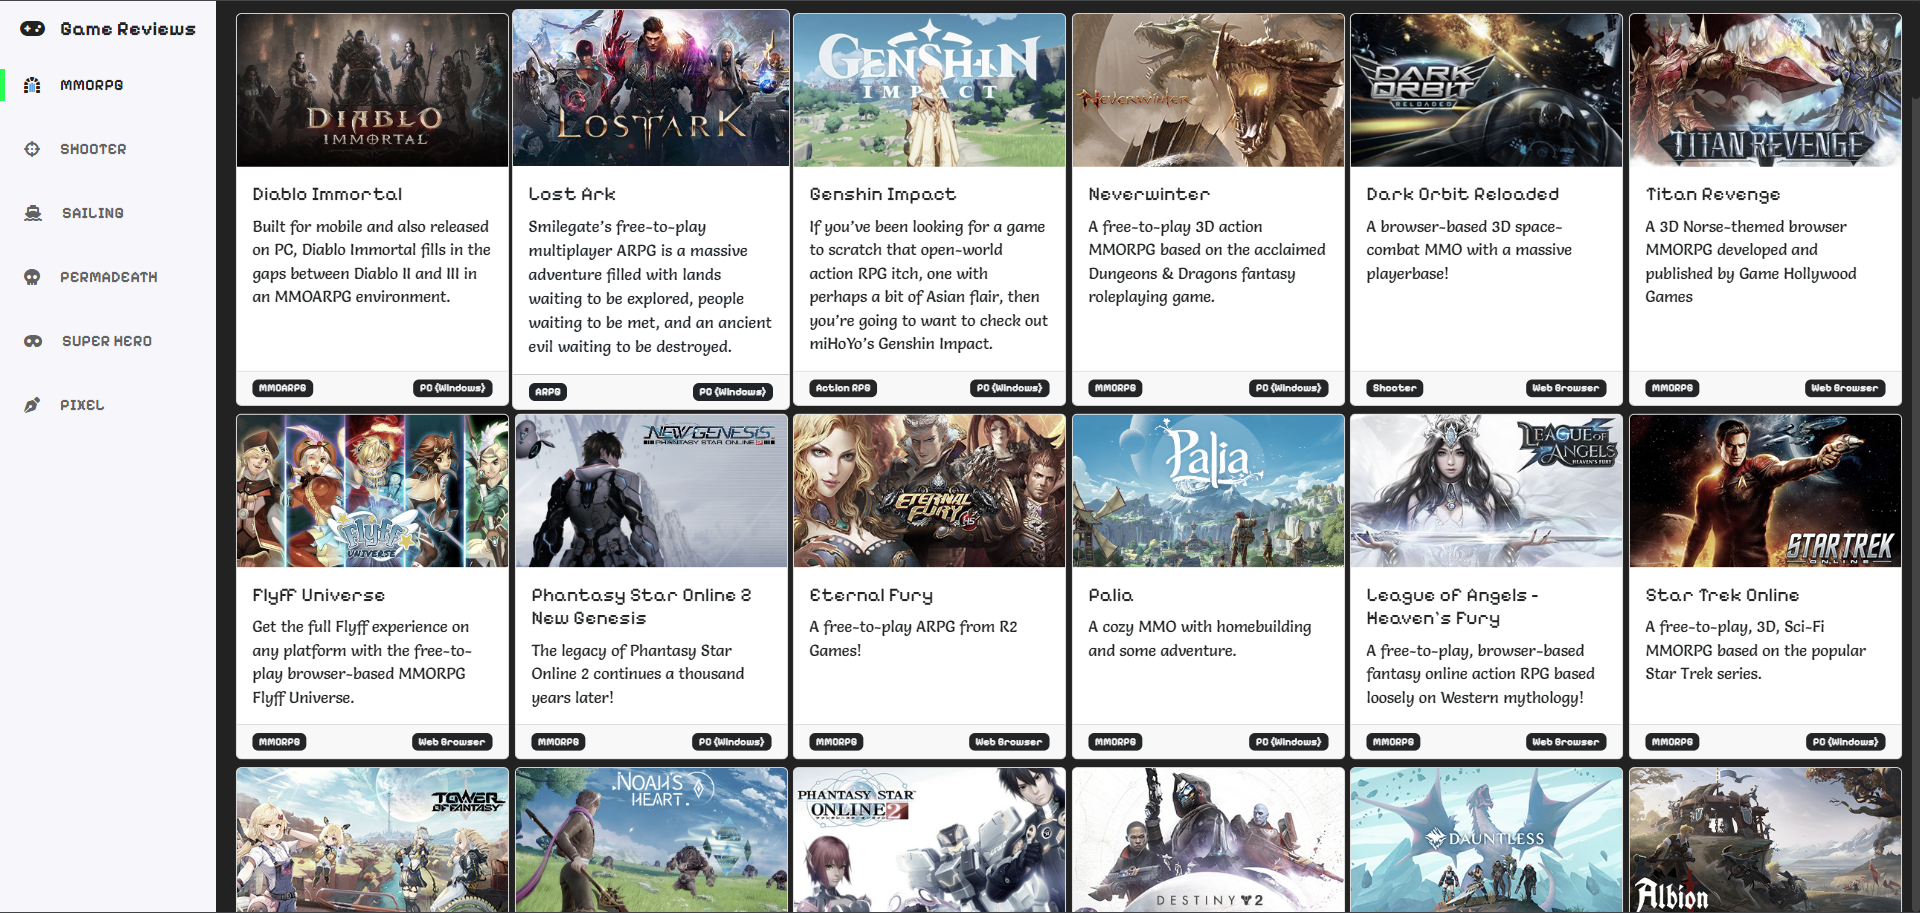 Game Reviews
MMORPG
SHOOTER
SAILING
PERMADEATH
SUPER HERO
PIXEL
DIABLO
IMMORTAL
Diablo Immortal
Built for mobile and also released
on PC, Diablo Immortal fills in the
gaps between Diablo II and III in
an MMOARPG environment.
MMOARPG
PC (Windows)
LOST ARK
Lost Ark
Smilegate's free-to-play
multiplayer ARPG is a massive
adventure filled with lands
waiting to be explored, people
waiting to be met, and an ancient
evil waiting to be destroyed.
ARPG
PC (Windows)
GENSHIN
IMPACT
Genshin Impact
If you've been looking for a game
to scratch that open-world
action RPG itch, one with
perhaps a bit of Asian flair, then
you're going to want to check out
miHoYo's Genshin Impact.
Action RPG
PC (Windows)
NEVERWINTER
Neverwinter
A free-to-play 3D action
MMORPG based on the acclaimed
Dungeons & Dragons fantasy
roleplaying game.
MMORPG
PC (Windows)
DARK
ORBIT
RELOADED
Dark Orbit Reloaded
A browser-based 3D space-
combat MMO with a massive
playerbase!
Shooter
Web Browser
TITAN REVENGE
Titan Revenge
A 3D Norse-themed browser
MMORPG developed and
published by Game Hollywood
Games
MMORPG
Web Browser
Flyff
UNIVERSE
Flyff Universe
Get the full Flyff experience on
any platform with the free-to-
play browser-based MMORPG
Flyff Universe.
MMORPG
Web Browser
NEW GENESIS
PHANTASY STAR ONLINE 2
Phantasy Star Online 2
New Genesis
The legacy of Phantasy Star
Online 2 continues a thousand
years later!
MMORPG
PC (Windows)
ETERNAL
FURY
H5
Eternal Fury
A free-to-play ARPG from R2
Games!
MMORPG
Web Browser
Palia
Palia
A cozy MMO with homebuilding
and some adventure.
MMORPG
PC (Windows)
LEAGUE OF
ANGELS
HEAVEN'S FURY
League of Angels -
Heaven's Fury
A free-to-play, browser-based
fantasy online action RPG based
loosely on Western mythology!
MMORPG
Web Browser
STAR TREK
ONLINE
Star Trek Online
A free-to-play, 3D, Sci-Fi
MMORPG based on the popular
Star Trek series.
MMORPG
PC (Windows)
TOWER
OF FANTASY
NOAH'S
HEART
PHANTASY STAR
ONLINE 2
DESTINY 2
DAUNTLESS
Albion